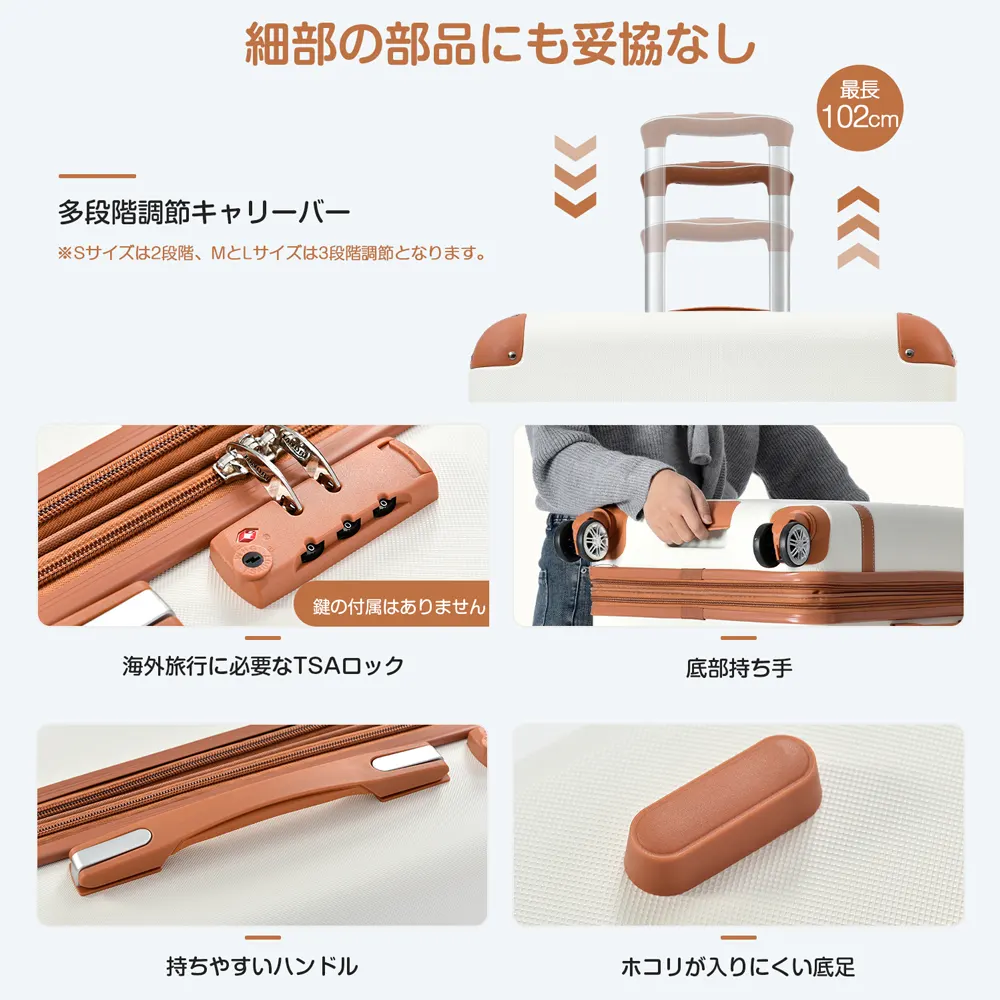 細部の部品にも妥協なし
最長
102cm
多段階調節キャリーバー
※Sサイズは2段階、MとLサイズは3段階調節となります。
鍵の付属はありません
海外旅行に必要なTSAロック
底部持ち手
持ちやすいハンドル
ホコリが入りにくい底足